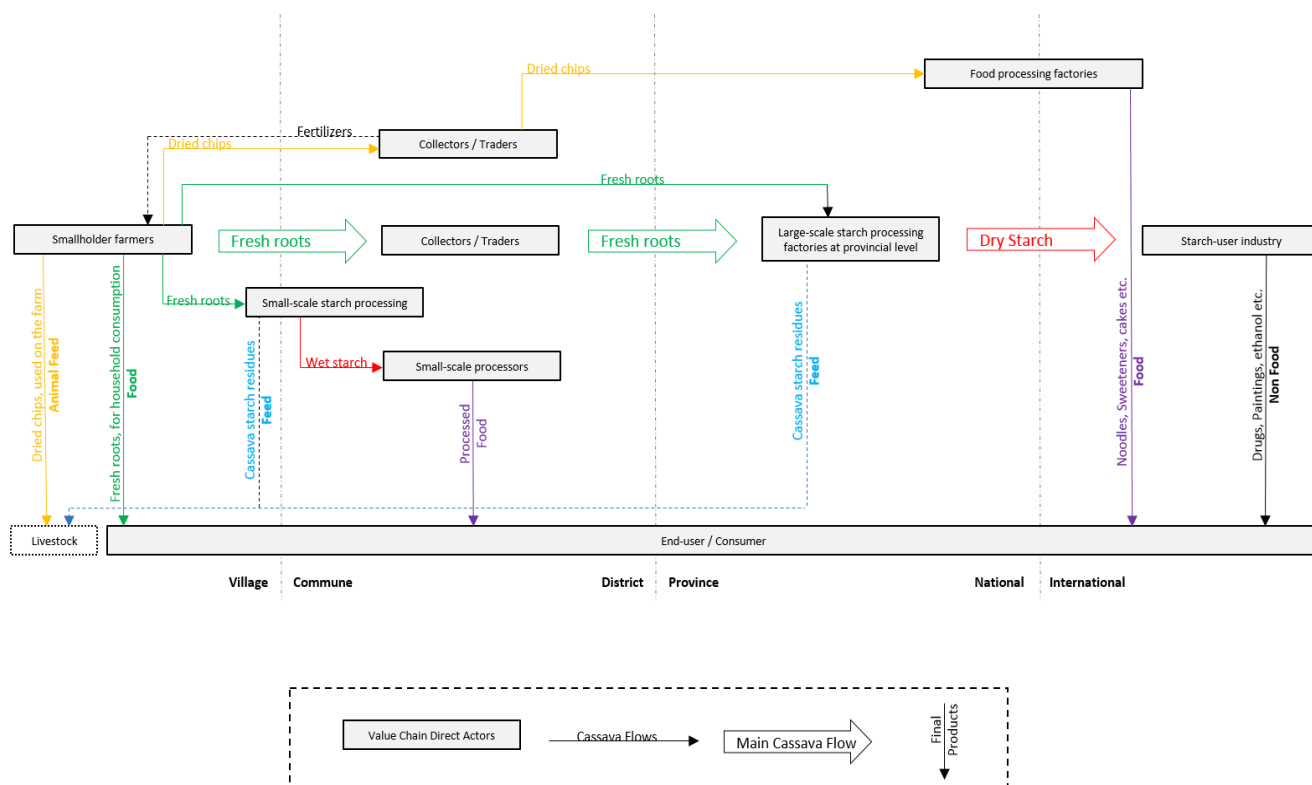 Dried chips
Food processing factories
Fertilizers
Dried chips
Collectors / Traders
Fresh roots
Smallholder farmers
Fresh roots
Collectors / Traders
Fresh roots
Large-scale starch processing
factories at provincial level
Dry Starch
Starch-user industry
Fresh roots
Small-scale starch processing
Wet starch
Small-scale processors
Dried chips, used on the farm
Animal Feed
Fresh roots, for household consumption
Food
Cassava starch residues
Feed
Processed
Food
Cassava starch residues
Feed
Noodles, Sweeteners, cakes etc.
Food
Drugs, Paintings, ethanol etc.
Non Food
Livestock
End-user / Consumer
Village
Commune
District
Province
National
International
Value Chain Direct Actors
Cassava Flows
Main Cassava Flow
Final
Products